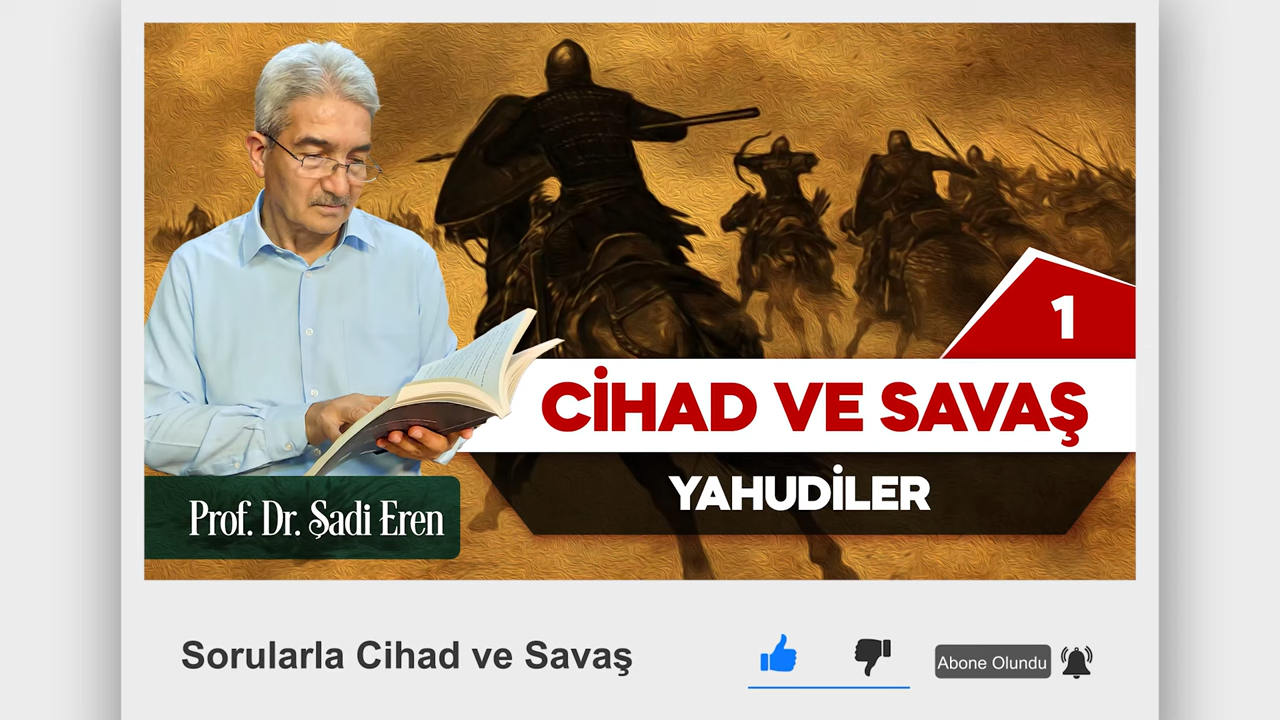 1
CİHAD VE SAVAŞ
YAHUDİLER
Prof. Dr. Şadi Eren
Sorularla Cihad ve Savaş
Abone Olundu